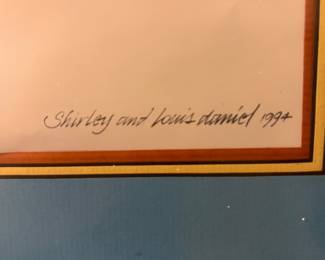 Shirley and Louis daniel 1994